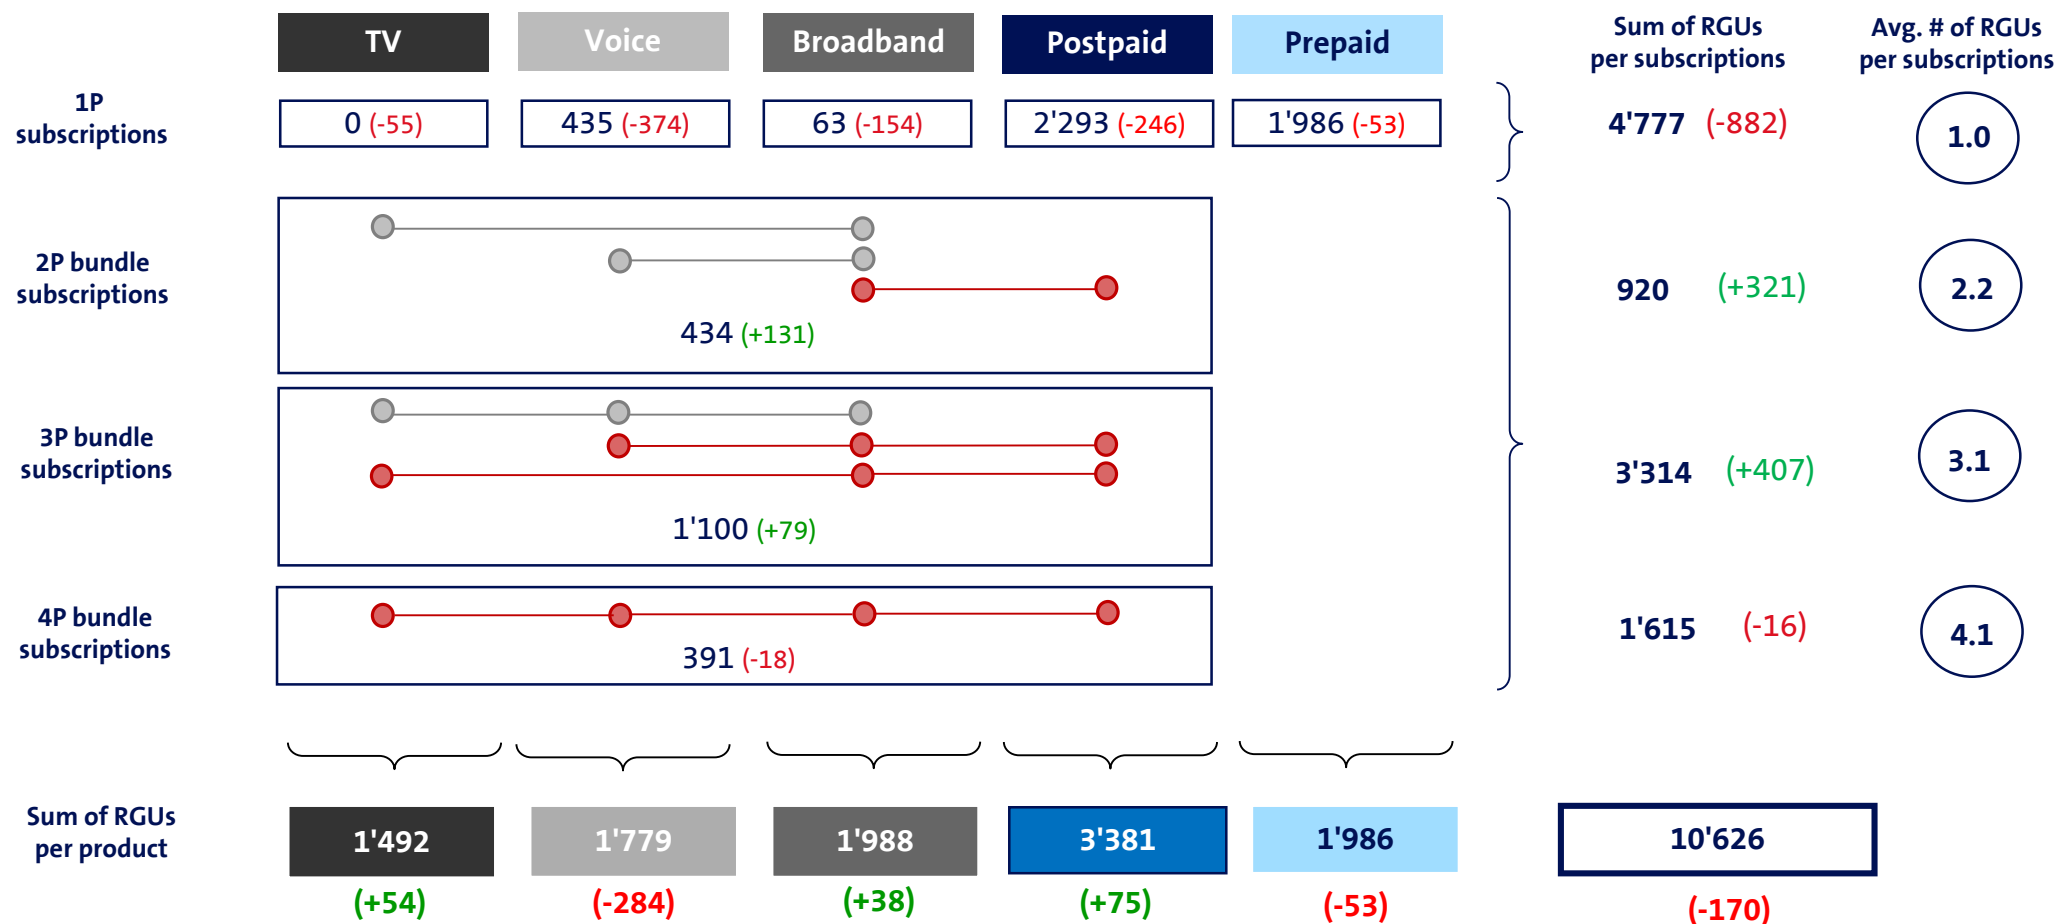 TV
Voice
Broadband
Postpaid
Prepaid
Sum of RGUs
per subscriptions
Avg. # of RGUs
per subscriptions
1P
subscriptions
0 (-55)
435 (-374)
63 (-154)
2'293 (-246)
1'986 (-53)
4'777 (-882)
1.0
2P bundle
subscriptions
434 (+131)
920 (+321)
2.2
3P bundle
subscriptions
1'100 (+79)
3'314 (+407)
3.1
4P bundle
subscriptions
391 (-18)
1'615 (-16)
4.1
Sum of RGUs
per product
1'492
1'779
1'988
3'381
1'986
10'626
(+54)
(-284)
(+38)
(+75)
(-53)
(-170)